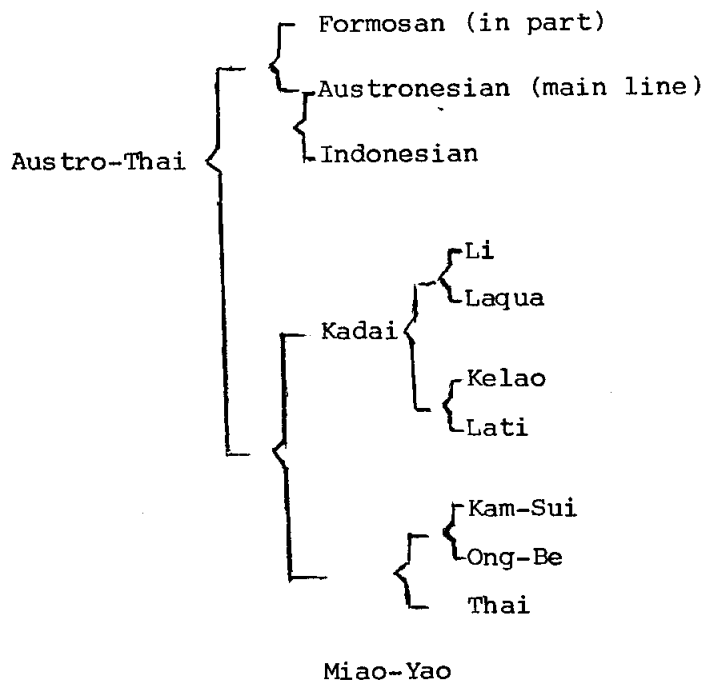 Formosan (in part)
Austronesian (main line)
Austro-Thai
Indonesian
Li
Laqua
Kadai
Kelao
Lati
Kam-Sui
Ong-Be
Thai
Miao-Yao